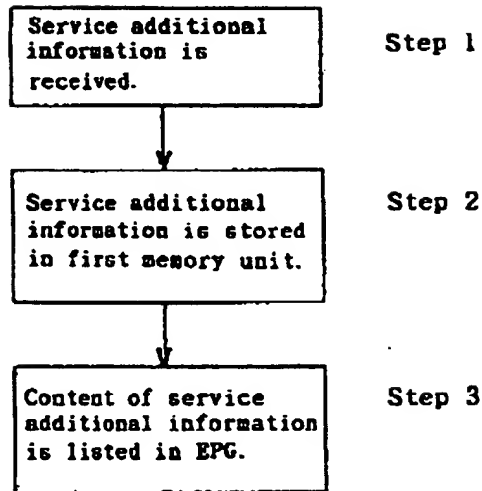 Service additional
information is
received.
Step 1
Service additional
information is stored
in first memory unit.
Step 2
Content of service
additional information
is listed in EPG.
Step 3